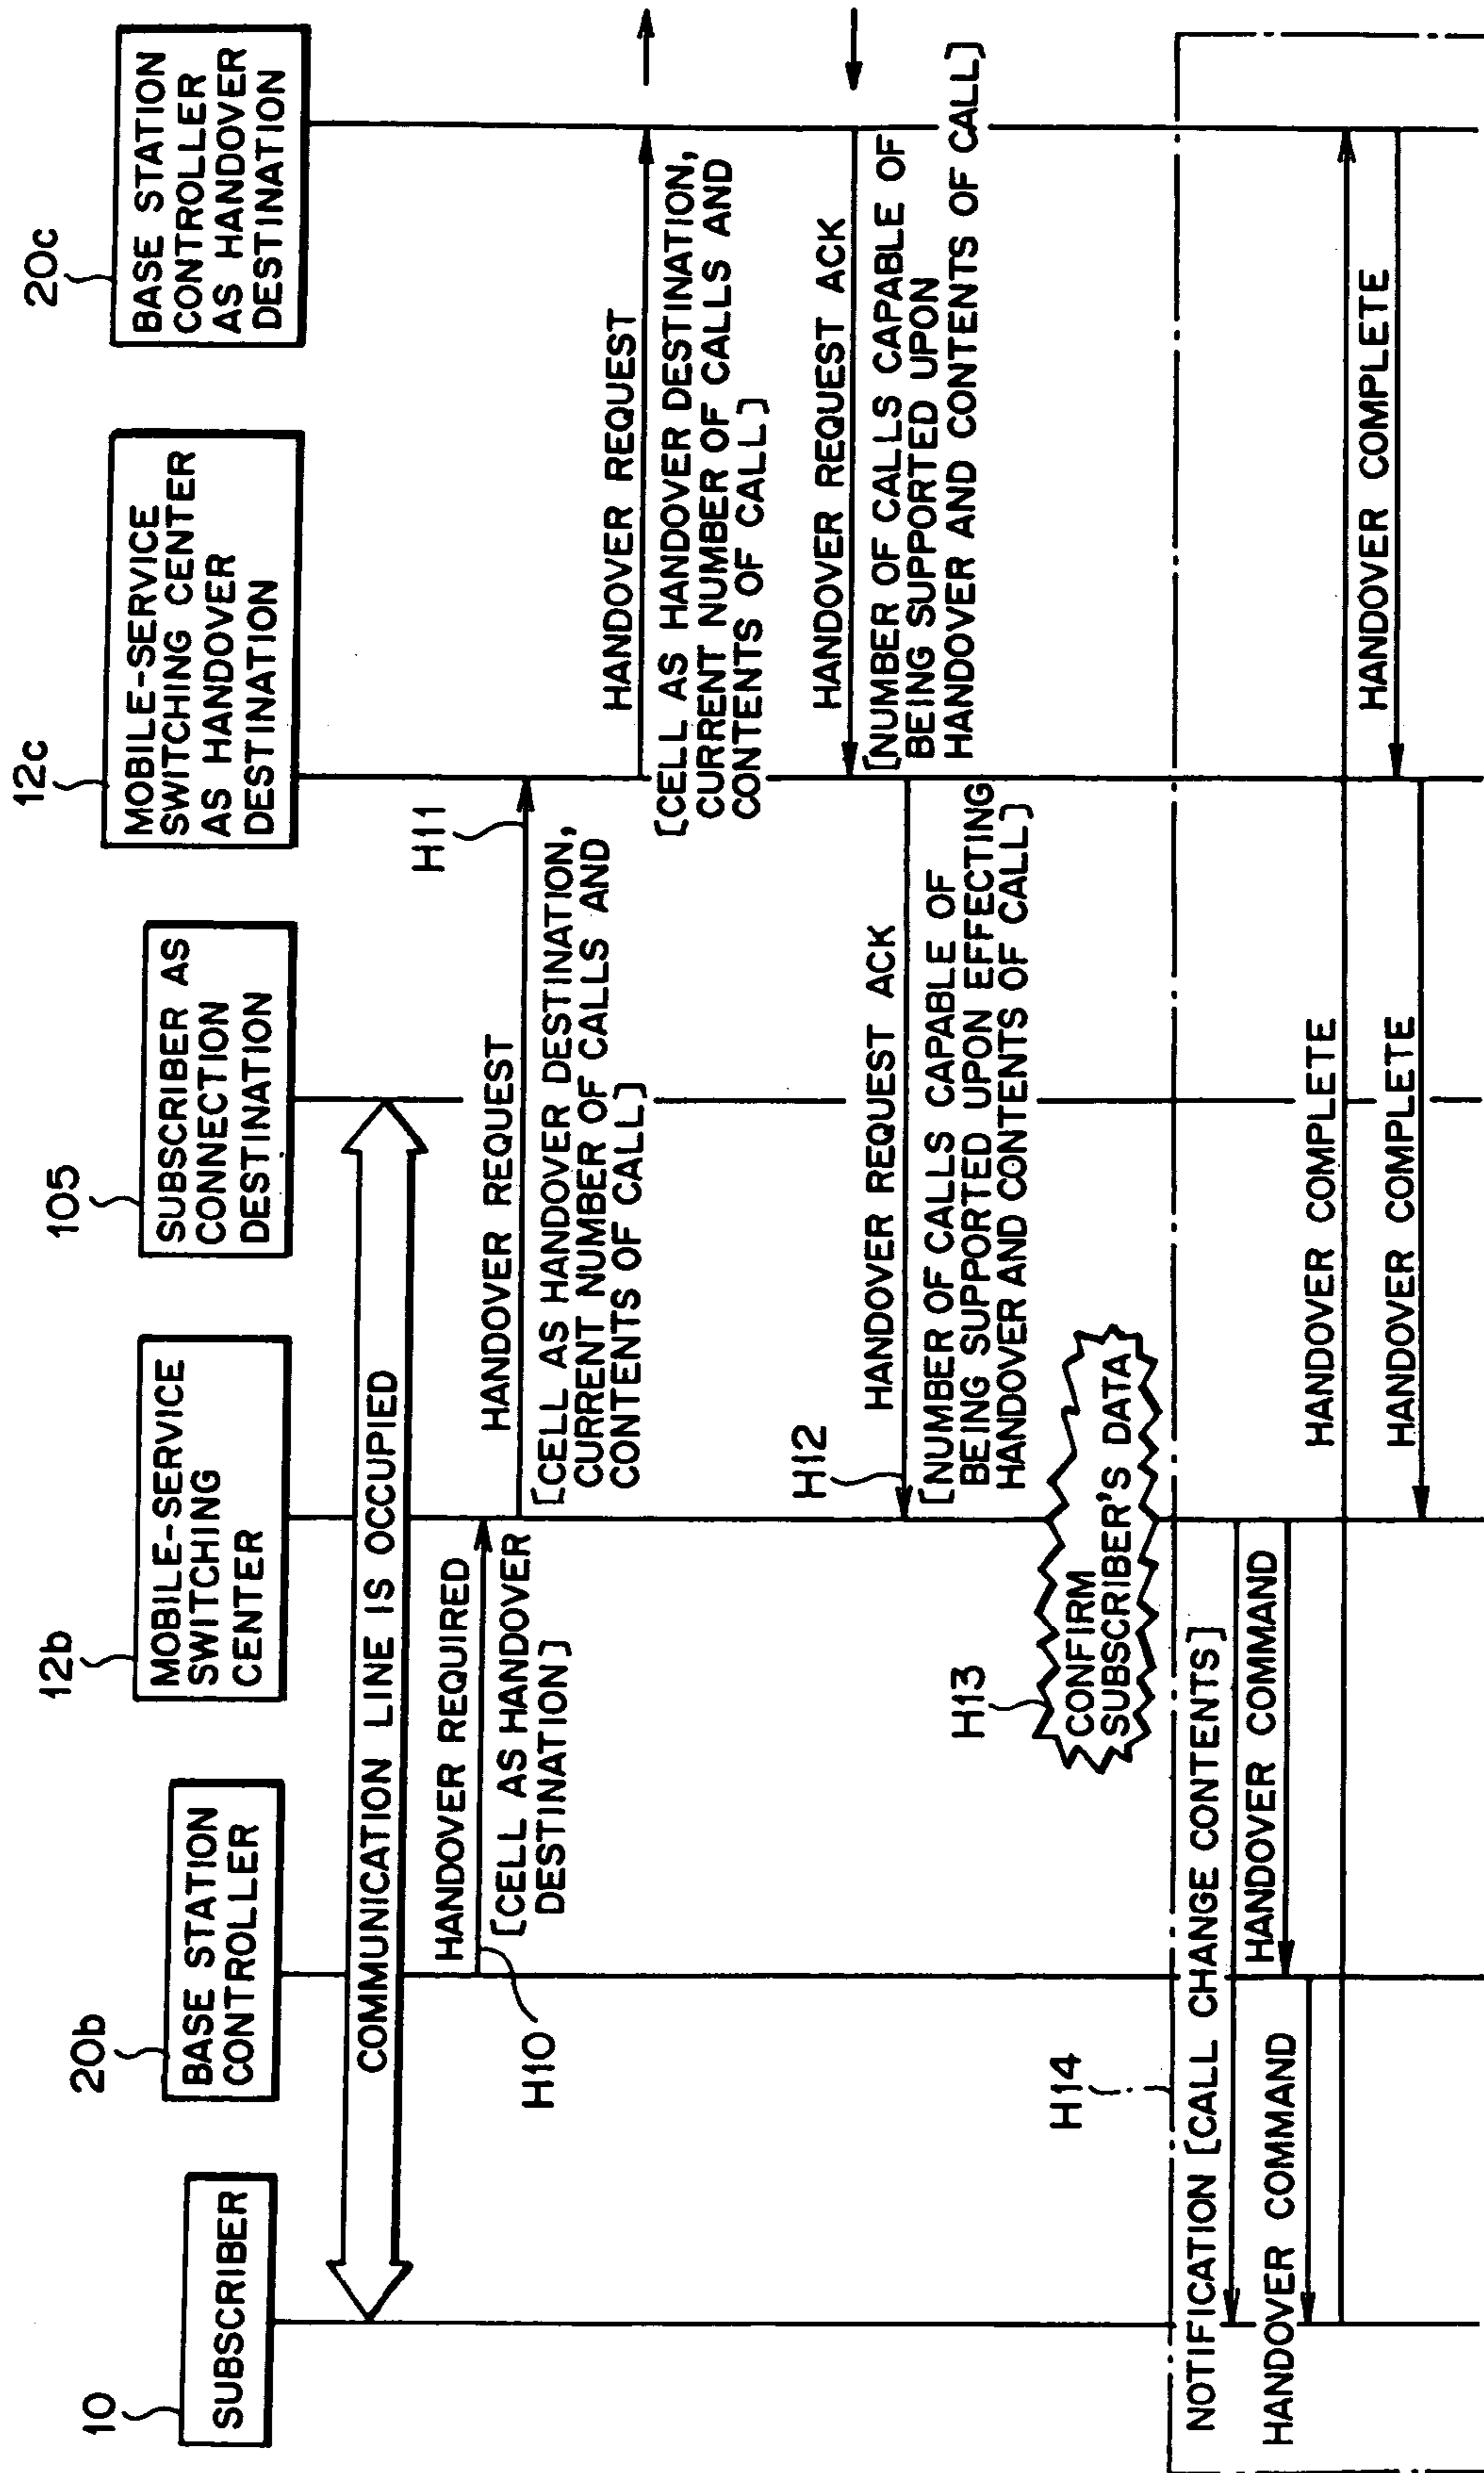 10
SUBSCRIBER
20b
BASE STATION
CONTROLLER
12b
MOBILE-SERVICE
SWITCHING
CENTER
105
SUBSCRIBER AS
CONNECTION
DESTINATION
12c
MOBILE-SERVICE
SWITCHING CENTER
AS HANDOVER
DESTINATION
20c
BASE STATION
CONTROLLER
AS HANDOVER
DESTINATION
COMMUNICATION LINE IS OCCUPIED
HANDOVER REQUIRED
[CELL AS HANDOVER
DESTINATION]
H10
HANDOVER REQUEST
H11
[CELL AS HANDOVER DESTINATION,
CURRENT NUMBER OF CALLS AND
CONTENTS OF CALL]
HANDOVER REQUEST
[CELL AS HANDOVER DESTINATION,
CURRENT NUMBER OF CALLS AND
CONTENTS OF CALL]
HANDOVER REQUEST ACK
[NUMBER OF CALLS CAPABLE OF
BEING SUPPORTED UPON
HANDOVER AND CONTENTS OF CALL]
H12
HANDOVER REQUEST ACK
[NUMBER OF CALLS CAPABLE OF
BEING SUPPORTED UPON EFFECTING
HANDOVER AND CONTENTS OF CALL]
H13
CONFIRM
SUBSCRIBER'S DATA
H14
NOTIFICATION [CALL CHANGE CONTENTS]
HANDOVER COMMAND
HANDOVER COMMAND
HANDOVER COMPLETE
HANDOVER COMPLETE
HANDOVER COMPLETE